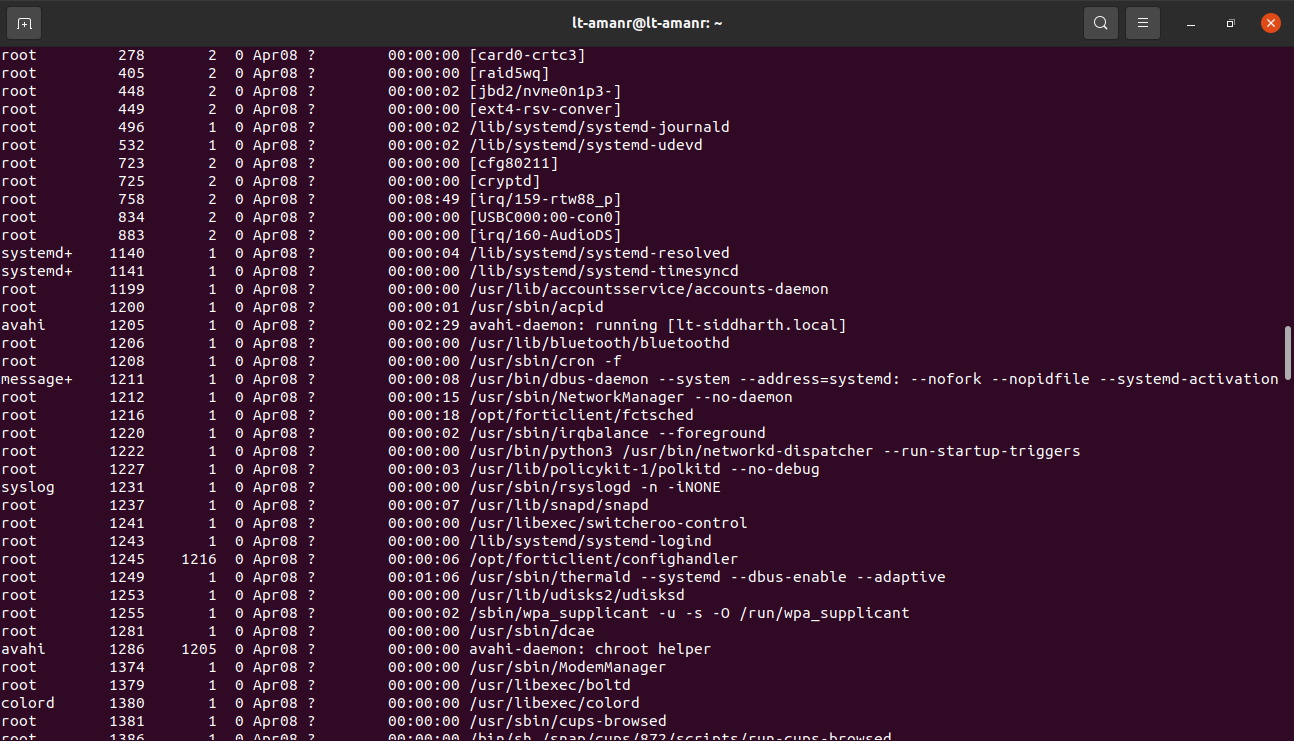 lt-amanr@lt-amanr: ~
root 278 2 0 Apr08 ? 00:00:00 [card0-crtc3]
root 405 2 0 Apr08 ? 00:00:00 [raid5wq]
root 448 2 0 Apr08 ? 00:00:02 [jbd2/nvme0n1p3-]
root 449 2 0 Apr08 ? 00:00:00 [ext4-rsv-conver]
root 496 1 0 Apr08 ? 00:00:02 /lib/systemd/systemd-journald
root 532 1 0 Apr08 ? 00:00:02 /lib/systemd/systemd-udevd
root 723 2 0 Apr08 ? 00:00:00 [cfg80211]
root 725 2 0 Apr08 ? 00:00:00 [cryptd]
root 758 2 0 Apr08 ? 00:08:49 [irq/159-rtw88_p]
root 834 2 0 Apr08 ? 00:00:00 [USBC000:00-con0]
root 883 2 0 Apr08 ? 00:00:00 [irq/160-AudioDS]
systemd+ 1140 1 0 Apr08 ? 00:00:04 /lib/systemd/systemd-resolved
systemd+ 1141 1 0 Apr08 ? 00:00:00 /lib/systemd/systemd-timesyncd
root 1199 1 0 Apr08 ? 00:00:00 /usr/lib/accountsservice/accounts-daemon
root 1200 1 0 Apr08 ? 00:00:01 /usr/sbin/acpid
avahi 1205 1 0 Apr08 ? 00:02:29 avahi-daemon: running [lt-siddharth.local]
root 1206 1 0 Apr08 ? 00:00:00 /usr/lib/bluetooth/bluetoothd
root 1208 1 0 Apr08 ? 00:00:00 /usr/sbin/cron -f
message+ 1211 1 0 Apr08 ? 00:00:08 /usr/bin/dbus-daemon --system --address=systemd: --nofork --nopidfile --systemd-activation
root 1212 1 0 Apr08 ? 00:00:15 /usr/sbin/NetworkManager --no-daemon
root 1216 1 0 Apr08 ? 00:00:18 /opt/forticlient/fctsched
root 1220 1 0 Apr08 ? 00:00:02 /usr/sbin/irqbalance --foreground
root 1222 1 0 Apr08 ? 00:00:00 /usr/bin/python3 /usr/bin/networkd-dispatcher --run-startup-triggers
root 1227 1 0 Apr08 ? 00:00:03 /usr/lib/policykit-1/polkitd --no-debug
syslog 1231 1 0 Apr08 ? 00:00:00 /usr/sbin/rsyslogd -n -iNONE
root 1237 1 0 Apr08 ? 00:00:07 /usr/lib/snapd/snapd
root 1241 1 0 Apr08 ? 00:00:00 /usr/libexec/switcheroo-control
root 1243 1 0 Apr08 ? 00:00:00 /lib/systemd/systemd-logind
root 1245 1216 0 Apr08 ? 00:00:06 /opt/forticlient/confighandler
root 1249 1 0 Apr08 ? 00:01:06 /usr/sbin/thermald --systemd --dbus-enable --adaptive
root 1253 1 0 Apr08 ? 00:00:00 /usr/lib/udisks2/udisksd
root 1255 1 0 Apr08 ? 00:00:02 /sbin/wpa_supplicant -u -s -O /run/wpa_supplicant
root 1281 1 0 Apr08 ? 00:00:00 /usr/sbin/dcae
avahi 1286 1205 0 Apr08 ? 00:00:00 avahi-daemon: chroot helper
root 1374 1 0 Apr08 ? 00:00:00 /usr/sbin/ModemManager
root 1379 1 0 Apr08 ? 00:00:00 /usr/libexec/boltd
colord 1380 1 0 Apr08 ? 00:00:00 /usr/libexec/colord
root 1381 1 0 Apr08 ? 00:00:00 /usr/sbin/cups-browsed
root 1386 1 0 Apr08 ? 00:00:00 /bin/sh /snap/cups/872/scripts/run-cups-browsed